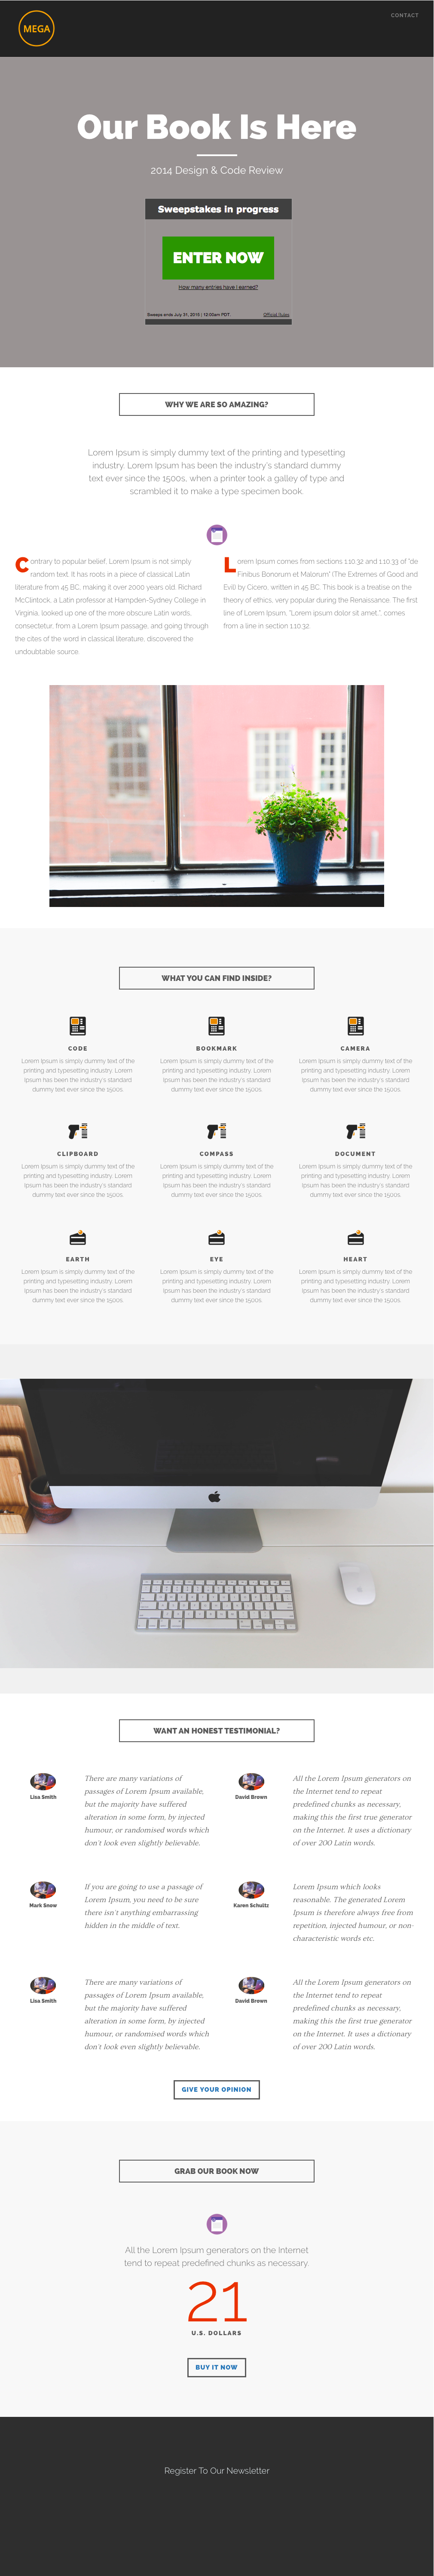 MEGA
CONTACT
Our Book Is Here
2014 Design & Code Review
Sweepstakes in progress
ENTER NOW
How many entries have I earned?
Sweeps ends July 31, 2015 | 12:00am PDT.
Official Rules
WHY WE ARE SO AMAZING?
Lorem Ipsum is simply dummy text of the printing and typesetting
industry. Lorem Ipsum has been the industry's standard dummy
text ever since the 1500s, when a printer took a galley of type and
scrambled it to make a type specimen book.
Contrary to popular belief, Lorem Ipsum is not simply
random text. It has roots in a piece of classical Latin
literature from 45 BC, making it over 2000 years old. Richard
McClintock, a Latin professor at Hampden-Sydney College in
Virginia, looked up one of the more obscure Latin words,
consectetur, from a Lorem Ipsum passage, and going through
the cites of the word in classical literature, discovered the
undoubtable source.
Lorem Ipsum comes from sections 1.10.32 and 1.10.33 of "de
Finibus Bonorum et Malorum" (The Extremes of Good and
Evil) by Cicero, written in 45 BC. This book is a treatise on the
theory of ethics, very popular during the Renaissance. The first
line of Lorem Ipsum, "Lorem ipsum dolor sit amet..", comes
from a line in section 1.10.32.
WHAT YOU CAN FIND INSIDE?
CODE
Lorem Ipsum is simply dummy text of the
printing and typesetting industry. Lorem
Ipsum has been the industry's standard
dummy text ever since the 1500s.
BOOKMARK
Lorem Ipsum is simply dummy text of the
printing and typesetting industry. Lorem
Ipsum has been the industry's standard
dummy text ever since the 1500s.
CAMERA
Lorem Ipsum is simply dummy text of the
printing and typesetting industry. Lorem
Ipsum has been the industry's standard
dummy text ever since the 1500s.
CLIPBOARD
Lorem Ipsum is simply dummy text of the
printing and typesetting industry. Lorem
Ipsum has been the industry's standard
dummy text ever since the 1500s.
COMPASS
Lorem Ipsum is simply dummy text of the
printing and typesetting industry. Lorem
Ipsum has been the industry's standard
dummy text ever since the 1500s.
DOCUMENT
Lorem Ipsum is simply dummy text of the
printing and typesetting industry. Lorem
Ipsum has been the industry's standard
dummy text ever since the 1500s.
EARTH
Lorem Ipsum is simply dummy text of the
printing and typesetting industry. Lorem
Ipsum has been the industry's standard
dummy text ever since the 1500s.
EYE
Lorem Ipsum is simply dummy text of the
printing and typesetting industry. Lorem
Ipsum has been the industry's standard
dummy text ever since the 1500s.
HEART
Lorem Ipsum is simply dummy text of the
printing and typesetting industry. Lorem
Ipsum has been the industry's standard
dummy text ever since the 1500s.
WANT AN HONEST TESTIMONIAL?
Lisa Smith
There are many variations of
passages of Lorem Ipsum available,
but the majority have suffered
alteration in some form, by injected
humour, or randomised words which
don't look even slightly believable.
David Brown
All the Lorem Ipsum generators on
the Internet tend to repeat
predefined chunks as necessary,
making this the first true generator
on the Internet. It uses a dictionary
of over 200 Latin words.
Mark Snow
If you are going to use a passage of
Lorem Ipsum, you need to be sure
there isn't anything embarrassing
hidden in the middle of text.
Karen Schultz
Lorem Ipsum which looks
reasonable. The generated Lorem
Ipsum is therefore always free from
repetition, injected humour, or non-
characteristic words etc.
Lisa Smith
There are many variations of
passages of Lorem Ipsum available,
but the majority have suffered
alteration in some form, by injected
humour, or randomised words which
don't look even slightly believable.
David Brown
All the Lorem Ipsum generators on
the Internet tend to repeat
predefined chunks as necessary,
making this the first true generator
on the Internet. It uses a dictionary
of over 200 Latin words.
GIVE YOUR OPINION
GRAB OUR BOOK NOW
All the Lorem Ipsum generators on the Internet
tend to repeat predefined chunks as necessary.
21
U.S. DOLLARS
BUY IT NOW
Register To Our Newsletter